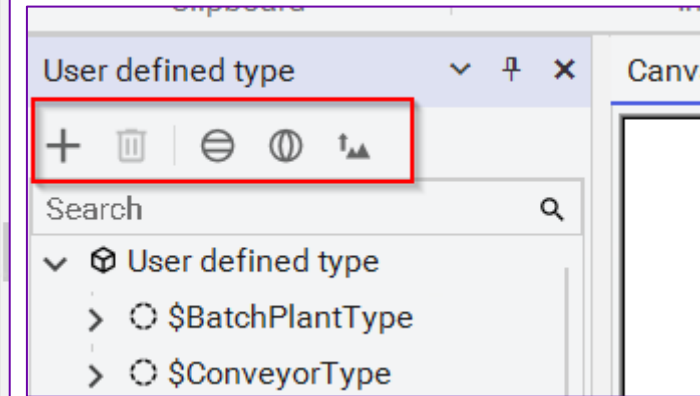 User defined type
Canv
Search
User defined type
$BatchPlantType
$ConveyorType